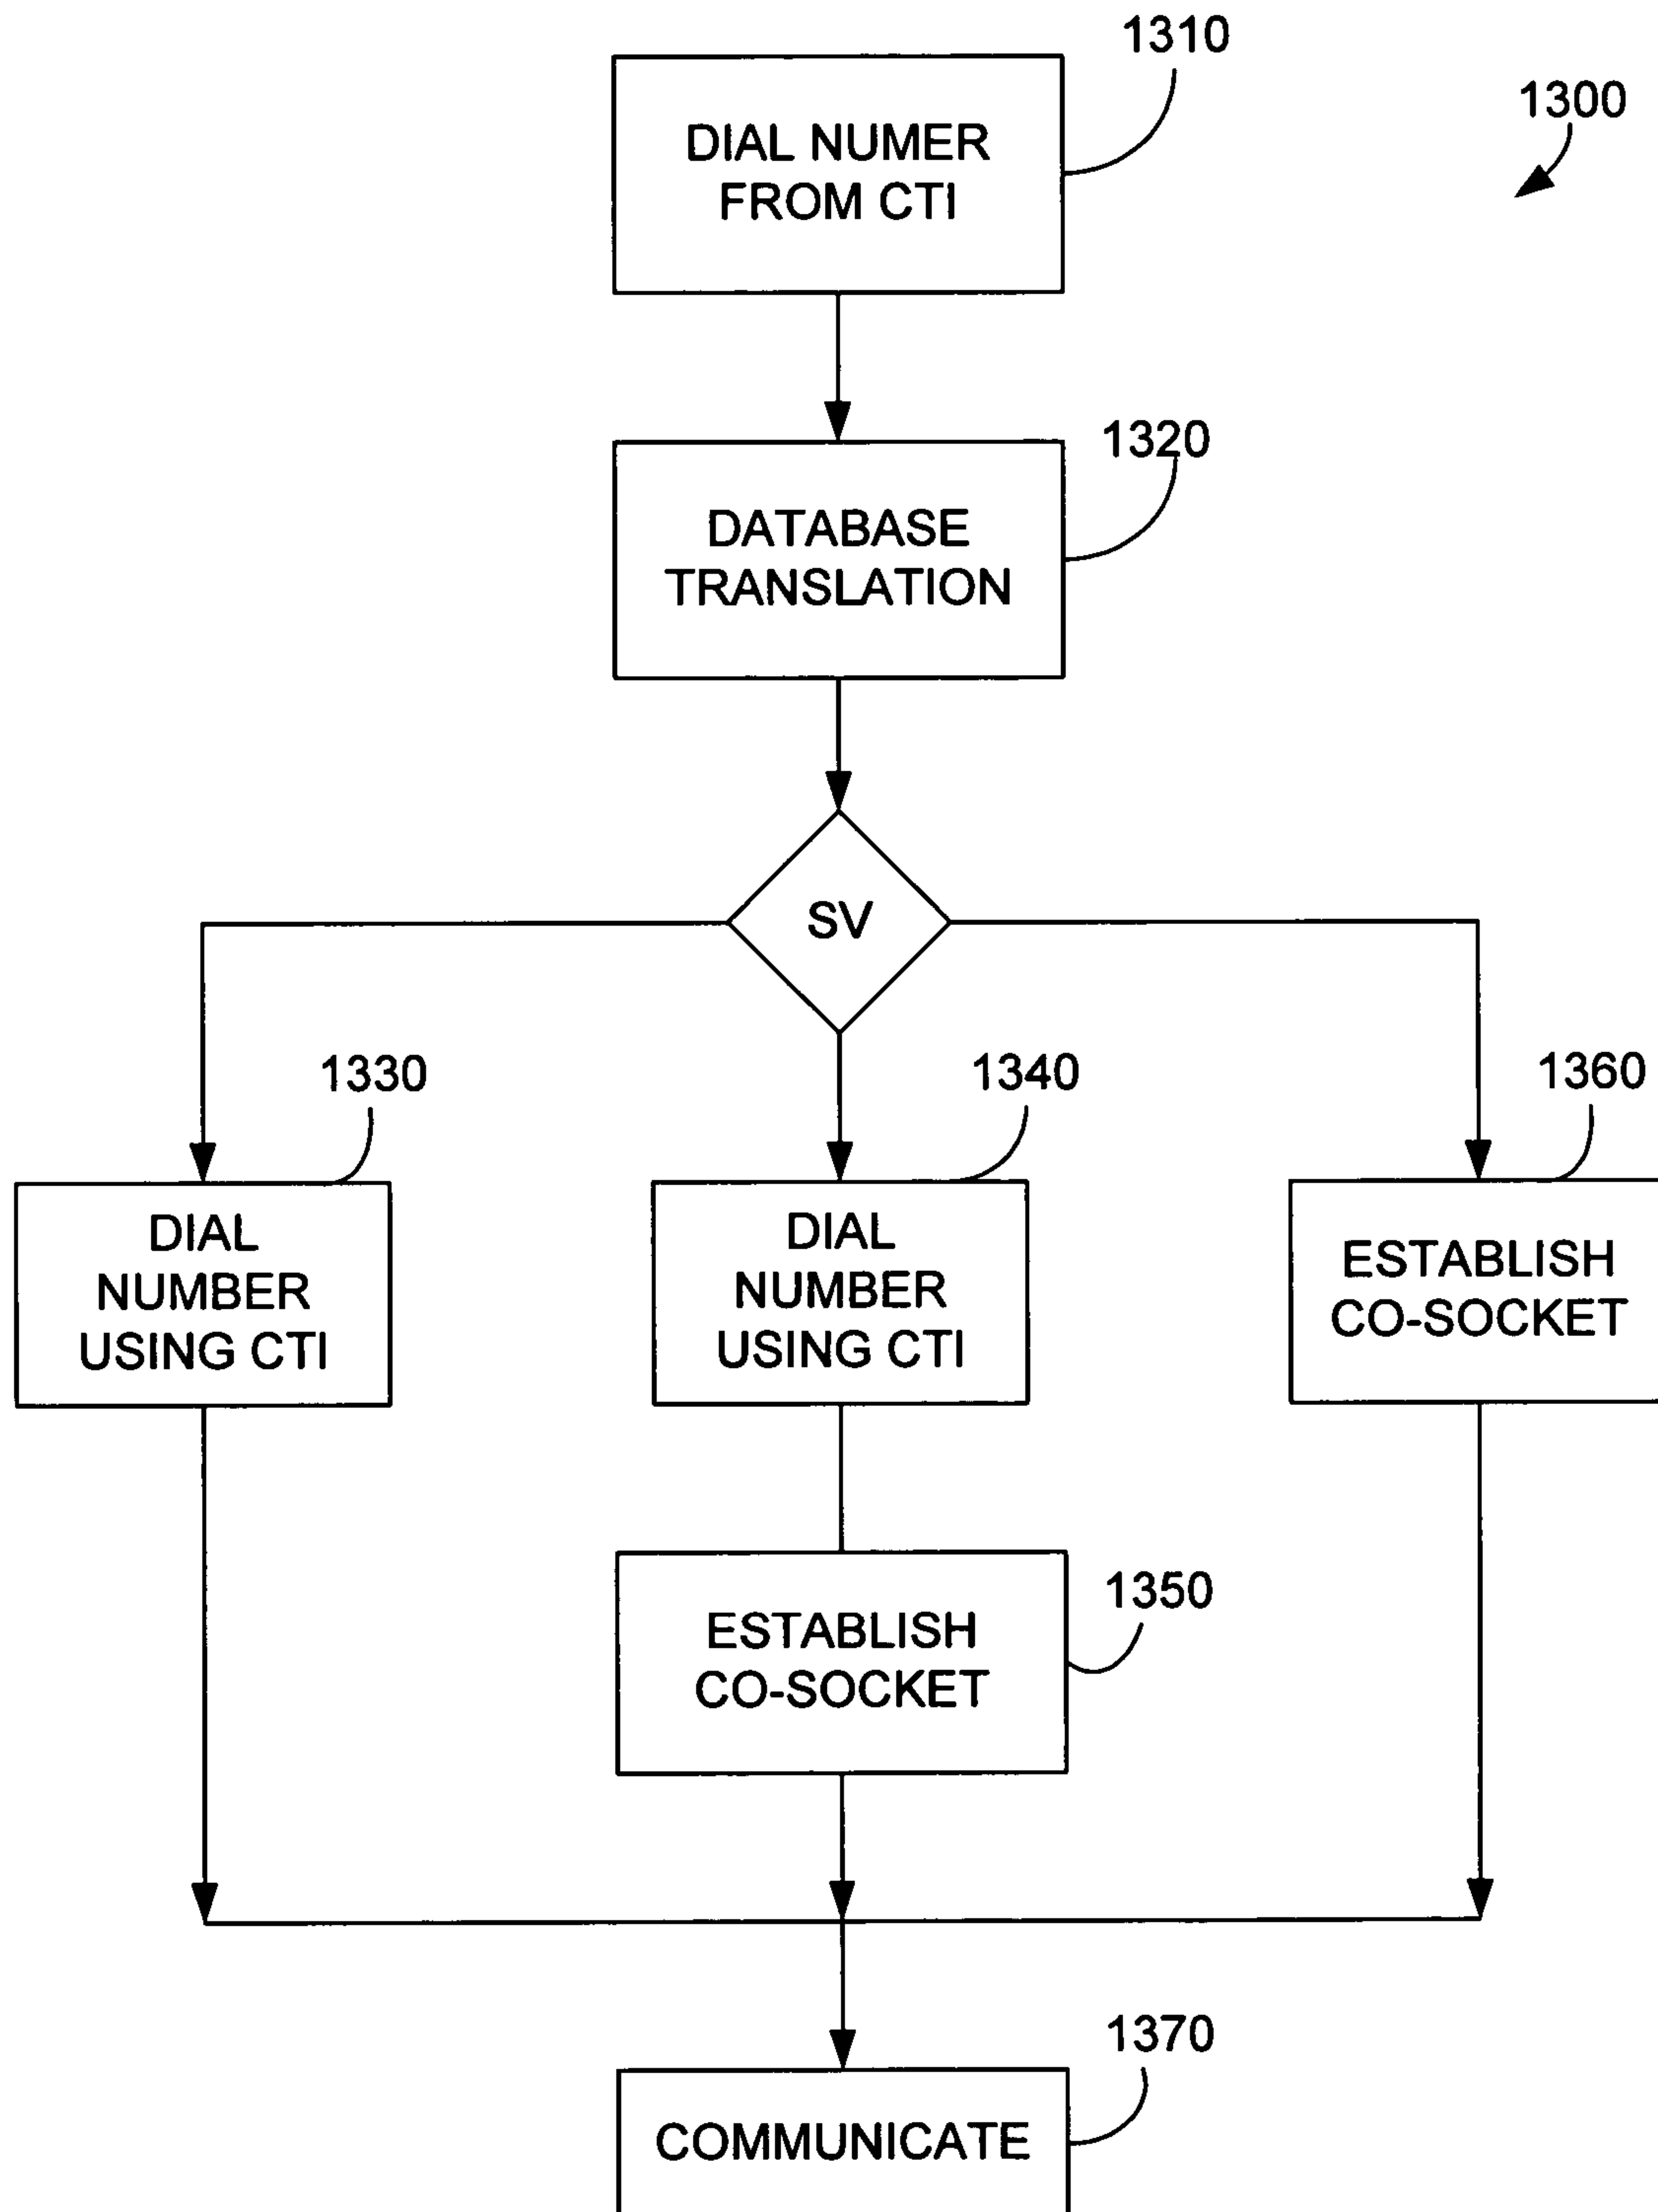 1310
1300
DIAL NUMER
FROM CTI
1320
DATABASE
TRANSLATION
SV
1330
1340
1360
DIAL
NUMBER
USING CTI
DIAL
NUMBER
USING CTI
ESTABLISH
CO-SOCKET
1350
ESTABLISH
CO-SOCKET
1370
COMMUNICATE